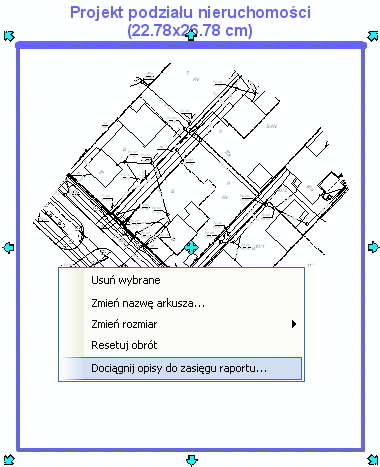 Projekt podziału nieruchomości
(22.78x26.78 cm)
Usuń wybrane
Zmień nazwę arkusza...
Zmień rozmiar
Resetuj obrót
Dociągnij opisy do zasięgu raportu...